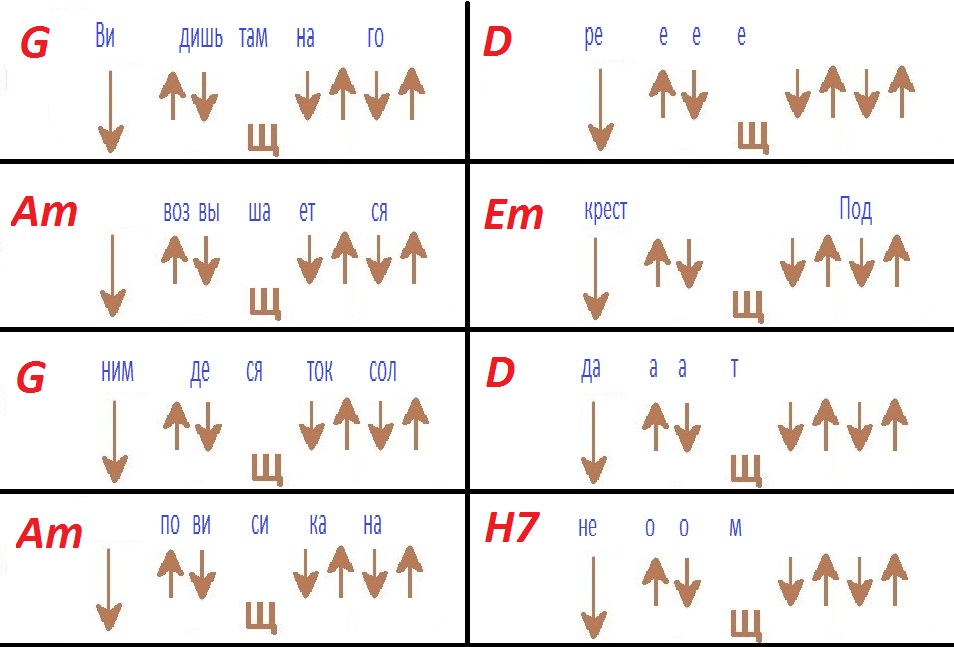 G Ви дишь там на го
Щ
D ре е е е
Щ
Am воз вы ша ет ся
Щ
Em крест Под
Щ
G ним де ся ток сол
Щ
D да а а т
Щ
Am по ви си ка на
Щ
H7 не о о м
Щ